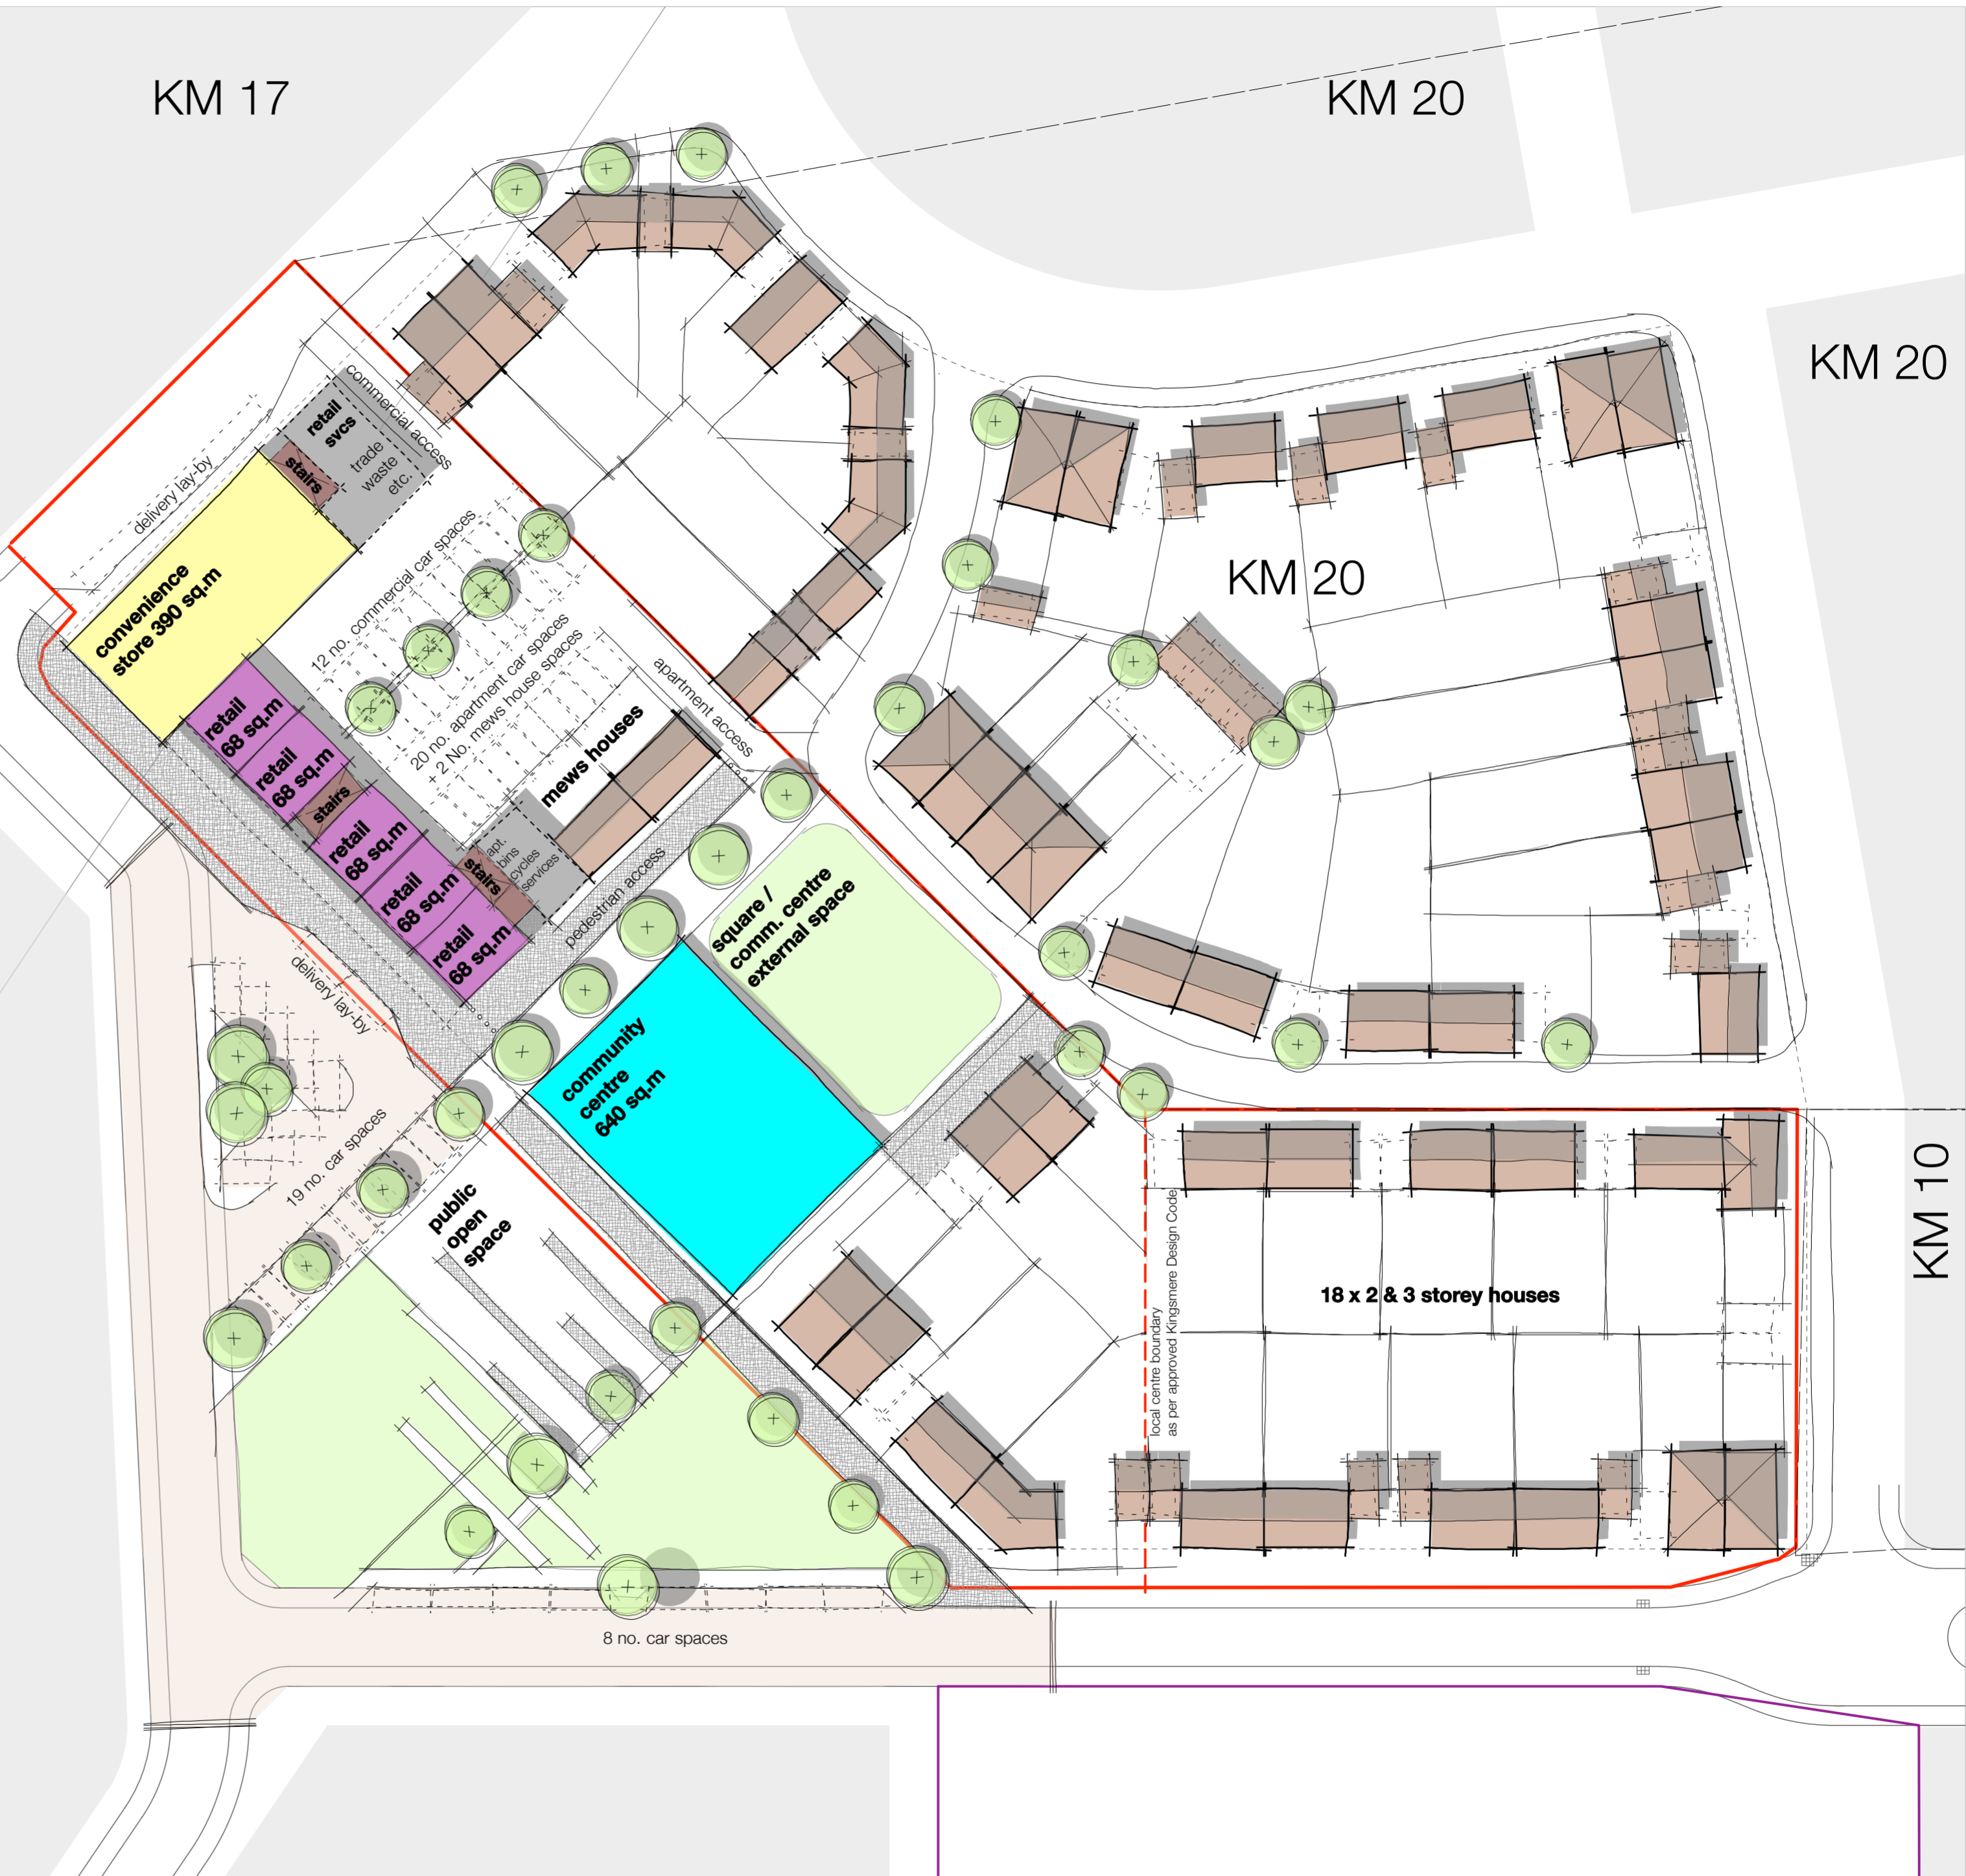 KM 17
KM 20
KM 20
KM 20
KM 10
commercial access
retail
svcs
trade
waste
etc.
stairs
delivery lay-by
convenience
store 390 sq.m
12 no. commercial car spaces
20 no. apartment car spaces
+ 2 No. mews house spaces
apartment access
mews houses
retail
68 sq.m
retail
68 sq.m
stairs
retail
68 sq.m
retail
68 sq.m
retail
68 sq.m
stairs
apt.
bins
cycles
services
pedestrian access
square /
comm. centre
external space
delivery lay-by
community
centre
640 sq.m
19 no. car spaces
public
open
space
local centre boundary
as per approved Kingsmere Design Code
18 x 2 & 3 storey houses
8 no. car spaces